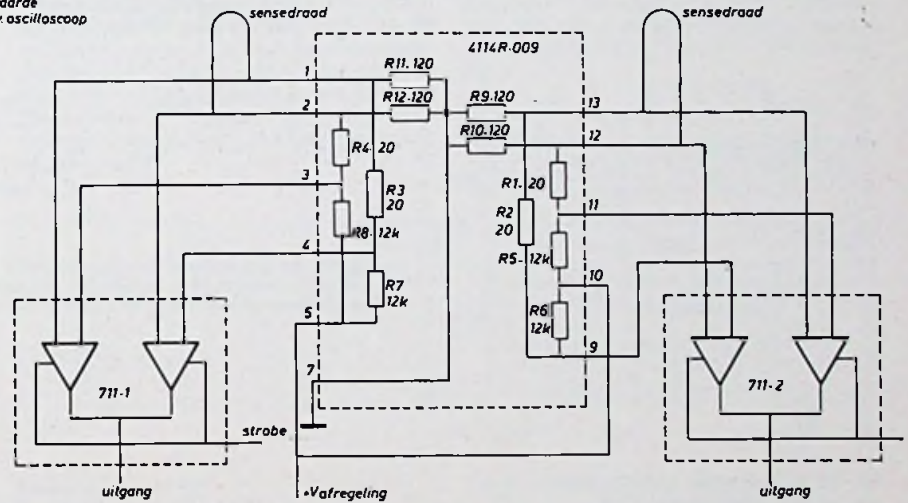 aarde
. oscilloscoop
sensedraad
sensedraad
4114R-009
1
R11-120
2
R12-120
R9-120
13
R10-120
12
R4-20
3
R3
20
R1-20
R2
20
11
R8-12k
4
R5-12k
10
R7
12k
R6
12k
5
9
7
711-1
711-2
strobe
uitgang
+Vafregeling
uitgang